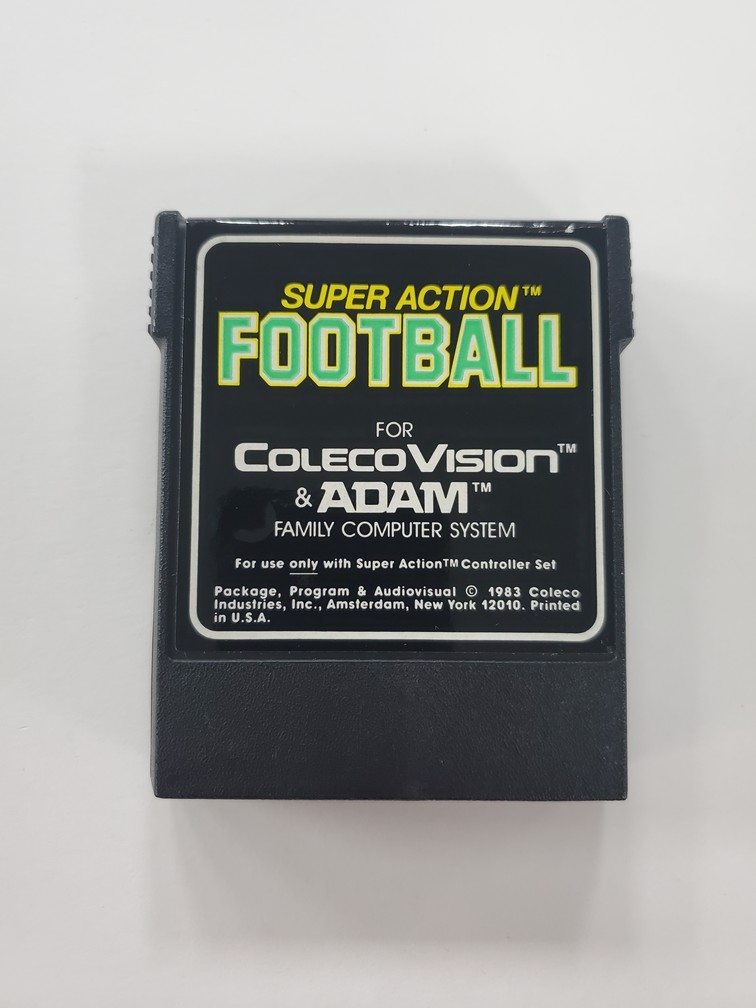 SUPER ACTION™
FOOTBALL
FOR
COLECOVISION™
& ADAM™
FAMILY COMPUTER SYSTEM
For use only with Super Action™ Controller Set
Package, Program & Audiovisual © 1983 Coleco
Industries, Inc., Amsterdam, New York 12010. Printed
in U.S.A.